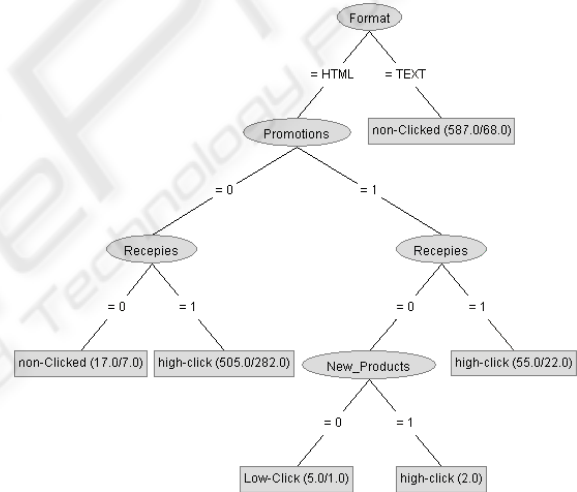 Format
= HTML
= TEXT
Promotions
non-Clicked (587.0/68.0)
= 0
= 1
Recepies
Recepies
= 0
= 1
= 0
= 1
non-Clicked (17.0/7.0)
high-click (505.0/282.0)
New_Products
high-click (55.0/22.0)
= 0
= 1
Low-Click (5.0/1.0)
high-click (2.0)
Technology